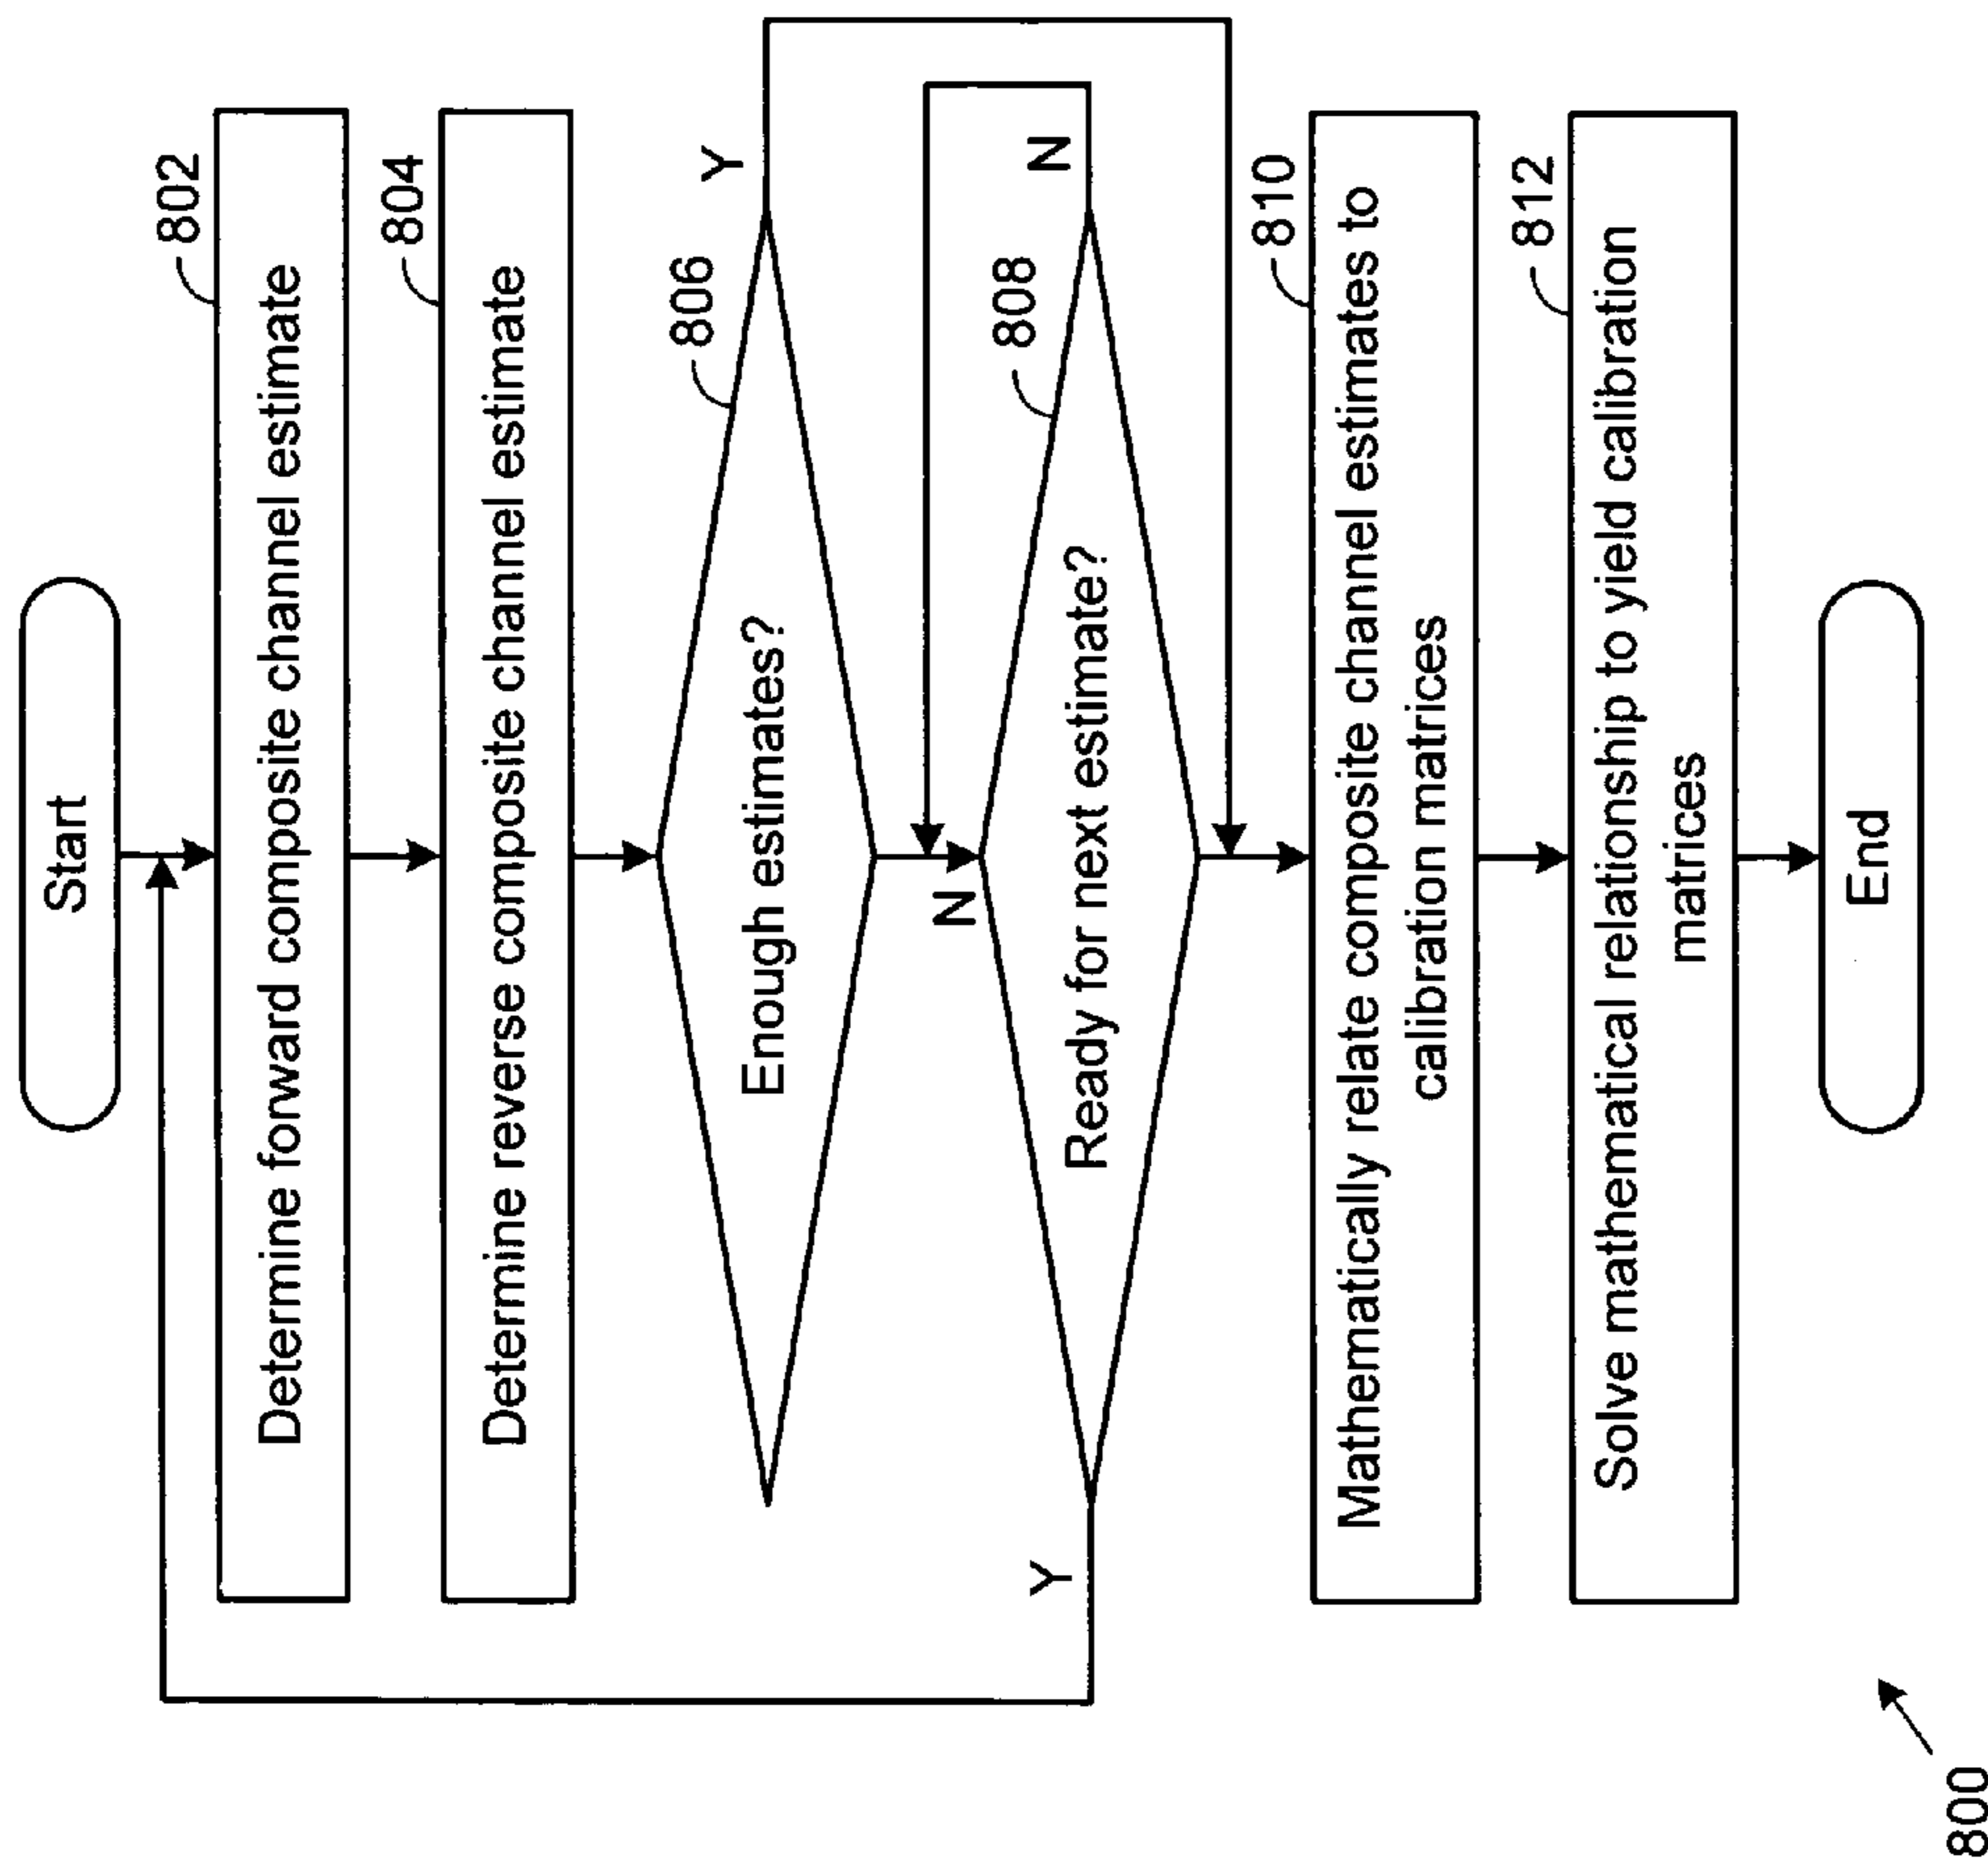 Start
802
Determine forward composite channel estimate
804
Determine reverse composite channel estimate
806
Enough estimates?
Y
N
808
Ready for next estimate?
N
Y
810
Mathematically relate composite channel estimates to
calibration matrices
812
Solve mathematical relationship to yield calibration
matrices
End
800